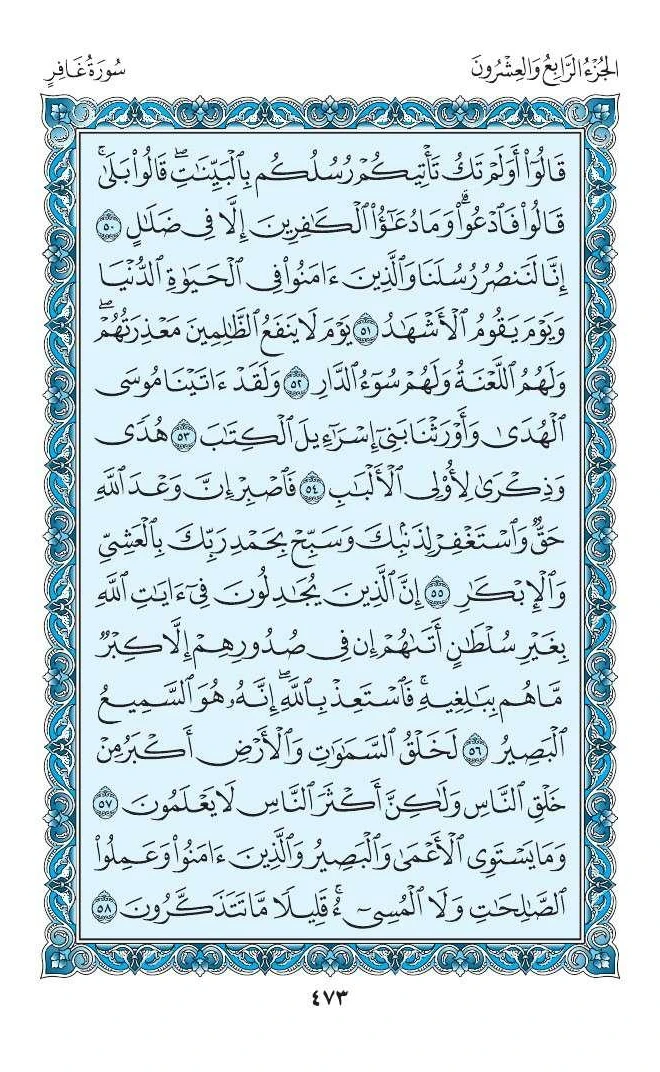 الجُزْءُ الرَّابِعُ وَالعِشْرُونَ
سُورَةُ غَافِرٍ
قَالُوٓا۟ أَوَلَمْ تَكُ تَأْتِيكُمْ رُسُلُكُم بِٱلْبَيِّنَـٰتِ ۖ قَالُوا۟ بَلَىٰ ۚ
قَالُوا۟ فَٱدْعُوا۟ ۗ وَمَا دُعَـٰٓؤُا۟ ٱلْكَـٰفِرِينَ إِلَّا فِى ضَلَـٰلٍ ٥٠
إِنَّا لَنَنصُرُ رُسُلَنَا وَٱلَّذِينَ ءَامَنُوا۟ فِى ٱلْحَيَوٰةِ ٱلدُّنْيَا
وَيَوْمَ يَقُومُ ٱلْأَشْهَـٰدُ ٥١ يَوْمَ لَا يَنفَعُ ٱلظَّـٰلِمِينَ مَعْذِرَتُهُمْ ۖ
وَلَهُمُ ٱللَّعْنَةُ وَلَهُمْ سُوٓءُ ٱلدَّارِ ٥٢ وَلَقَدْ ءَاتَيْنَا مُوسَى
ٱلْهُدَىٰ وَأَوْرَثْنَا بَنِىٓ إِسْرَٰٓءِيلَ ٱلْكِتَـٰبَ ٥٣ هُدًى
وَذِكْرَىٰ لِأُو۟لِى ٱلْأَلْبَـٰبِ ٥٤ فَٱصْبِرْ إِنَّ وَعْدَ ٱللَّهِ
حَقٌّ وَٱسْتَغْفِرْ لِذَنۢبِكَ وَسَبِّحْ بِحَمْدِ رَبِّكَ بِٱلْعَشِىِّ
وَٱلْإِبْكَـٰرِ ٥٥ إِنَّ ٱلَّذِينَ يُجَـٰدِلُونَ فِىٓ ءَايَـٰتِ ٱللَّهِ
بِغَيْرِ سُلْطَـٰنٍ أَتَىٰهُمْ إِن فِى صُدُورِهِمْ إِلَّا كِبْرٌ
مَّا هُم بِبَـٰلِغِيهِ ۚ فَٱسْتَعِذْ بِٱللَّهِ ۖ إِنَّهُۥ هُوَ ٱلسَّمِيعُ
ٱلْبَصِيرُ ٥٦ لَخَلْقُ ٱلسَّمَـٰوَٰتِ وَٱلْأَرْضِ أَكْبَرُ مِنْ
خَلْقِ ٱلنَّاسِ وَلَـٰكِنَّ أَكْثَرَ ٱلنَّاسِ لَا يَعْلَمُونَ ٥٧
وَمَا يَسْتَوِى ٱلْأَعْمَىٰ وَٱلْبَصِيرُ وَٱلَّذِينَ ءَامَنُوا۟ وَعَمِلُوا۟
ٱلصَّـٰلِحَـٰتِ وَلَا ٱلْمُسِىٓءُ ۚ قَلِيلًا مَّا تَتَذَكَّرُونَ ٥٨
٤٧٣